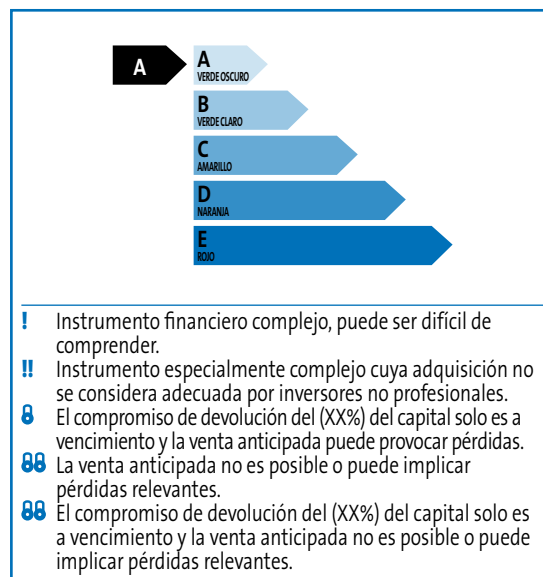 A
A
VERDE OSCURO
B
VERDE CLARO
C
AMARILLO
D
NARANJA
E
ROJO
! Instrumento financiero complejo, puede ser difícil de
comprender.
!! Instrumento especialmente complejo cuya adquisición no
se considera adecuada por inversores no profesionales.
El compromiso de devolución del (XX%) del capital solo es a
vencimiento y la venta anticipada puede provocar pérdidas.
La venta anticipada no es posible o puede implicar
pérdidas relevantes.
El compromiso de devolución del (XX%) del capital solo es
a vencimiento y la venta anticipada no es posible o puede
implicar pérdidas relevantes.